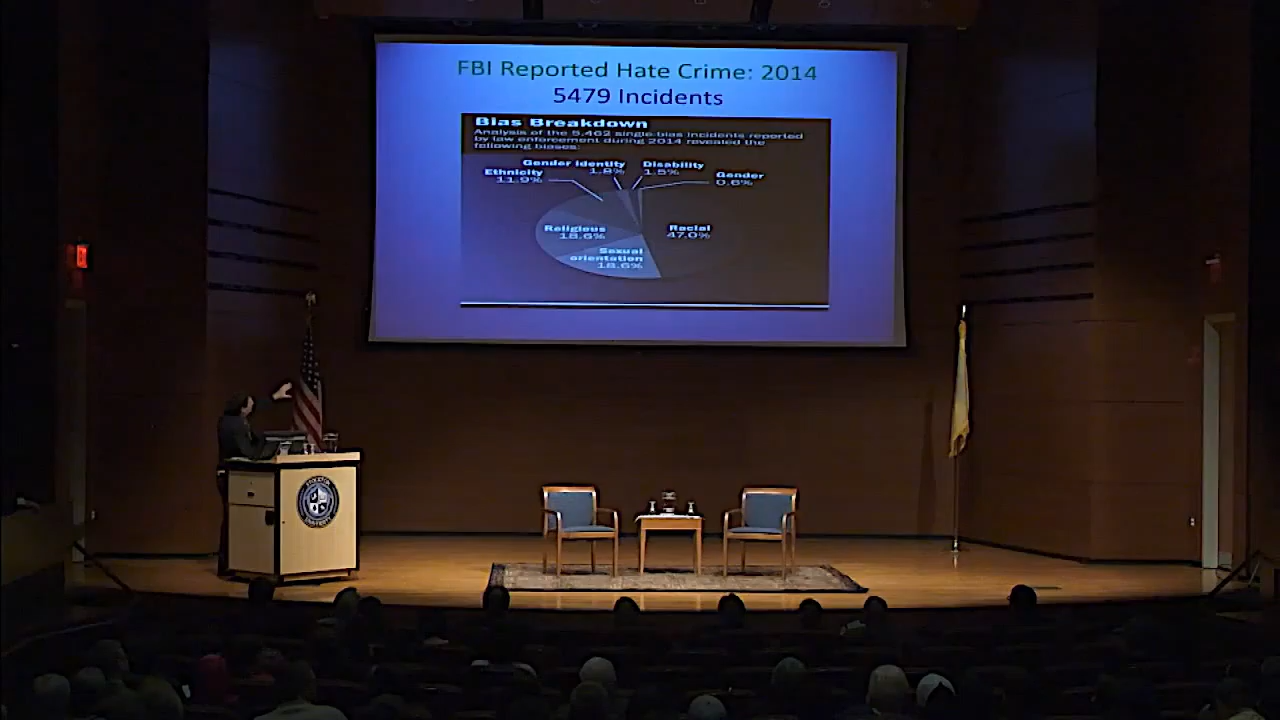 FBI Reported Hate Crime: 2014
5479 Incidents
Bias Breakdown
Analysis of the 5,462 single-bias incidents reported
by law enforcement during 2014 revealed the
following biases:
Gender Identity
1.8%
Disability
1.5%
Ethnicity
11.9%
Gender
0.6%
Religious
18.6%
Racial
47.0%
Sexual
orientation
18.6%
STOCKTON
UNIVERSITY